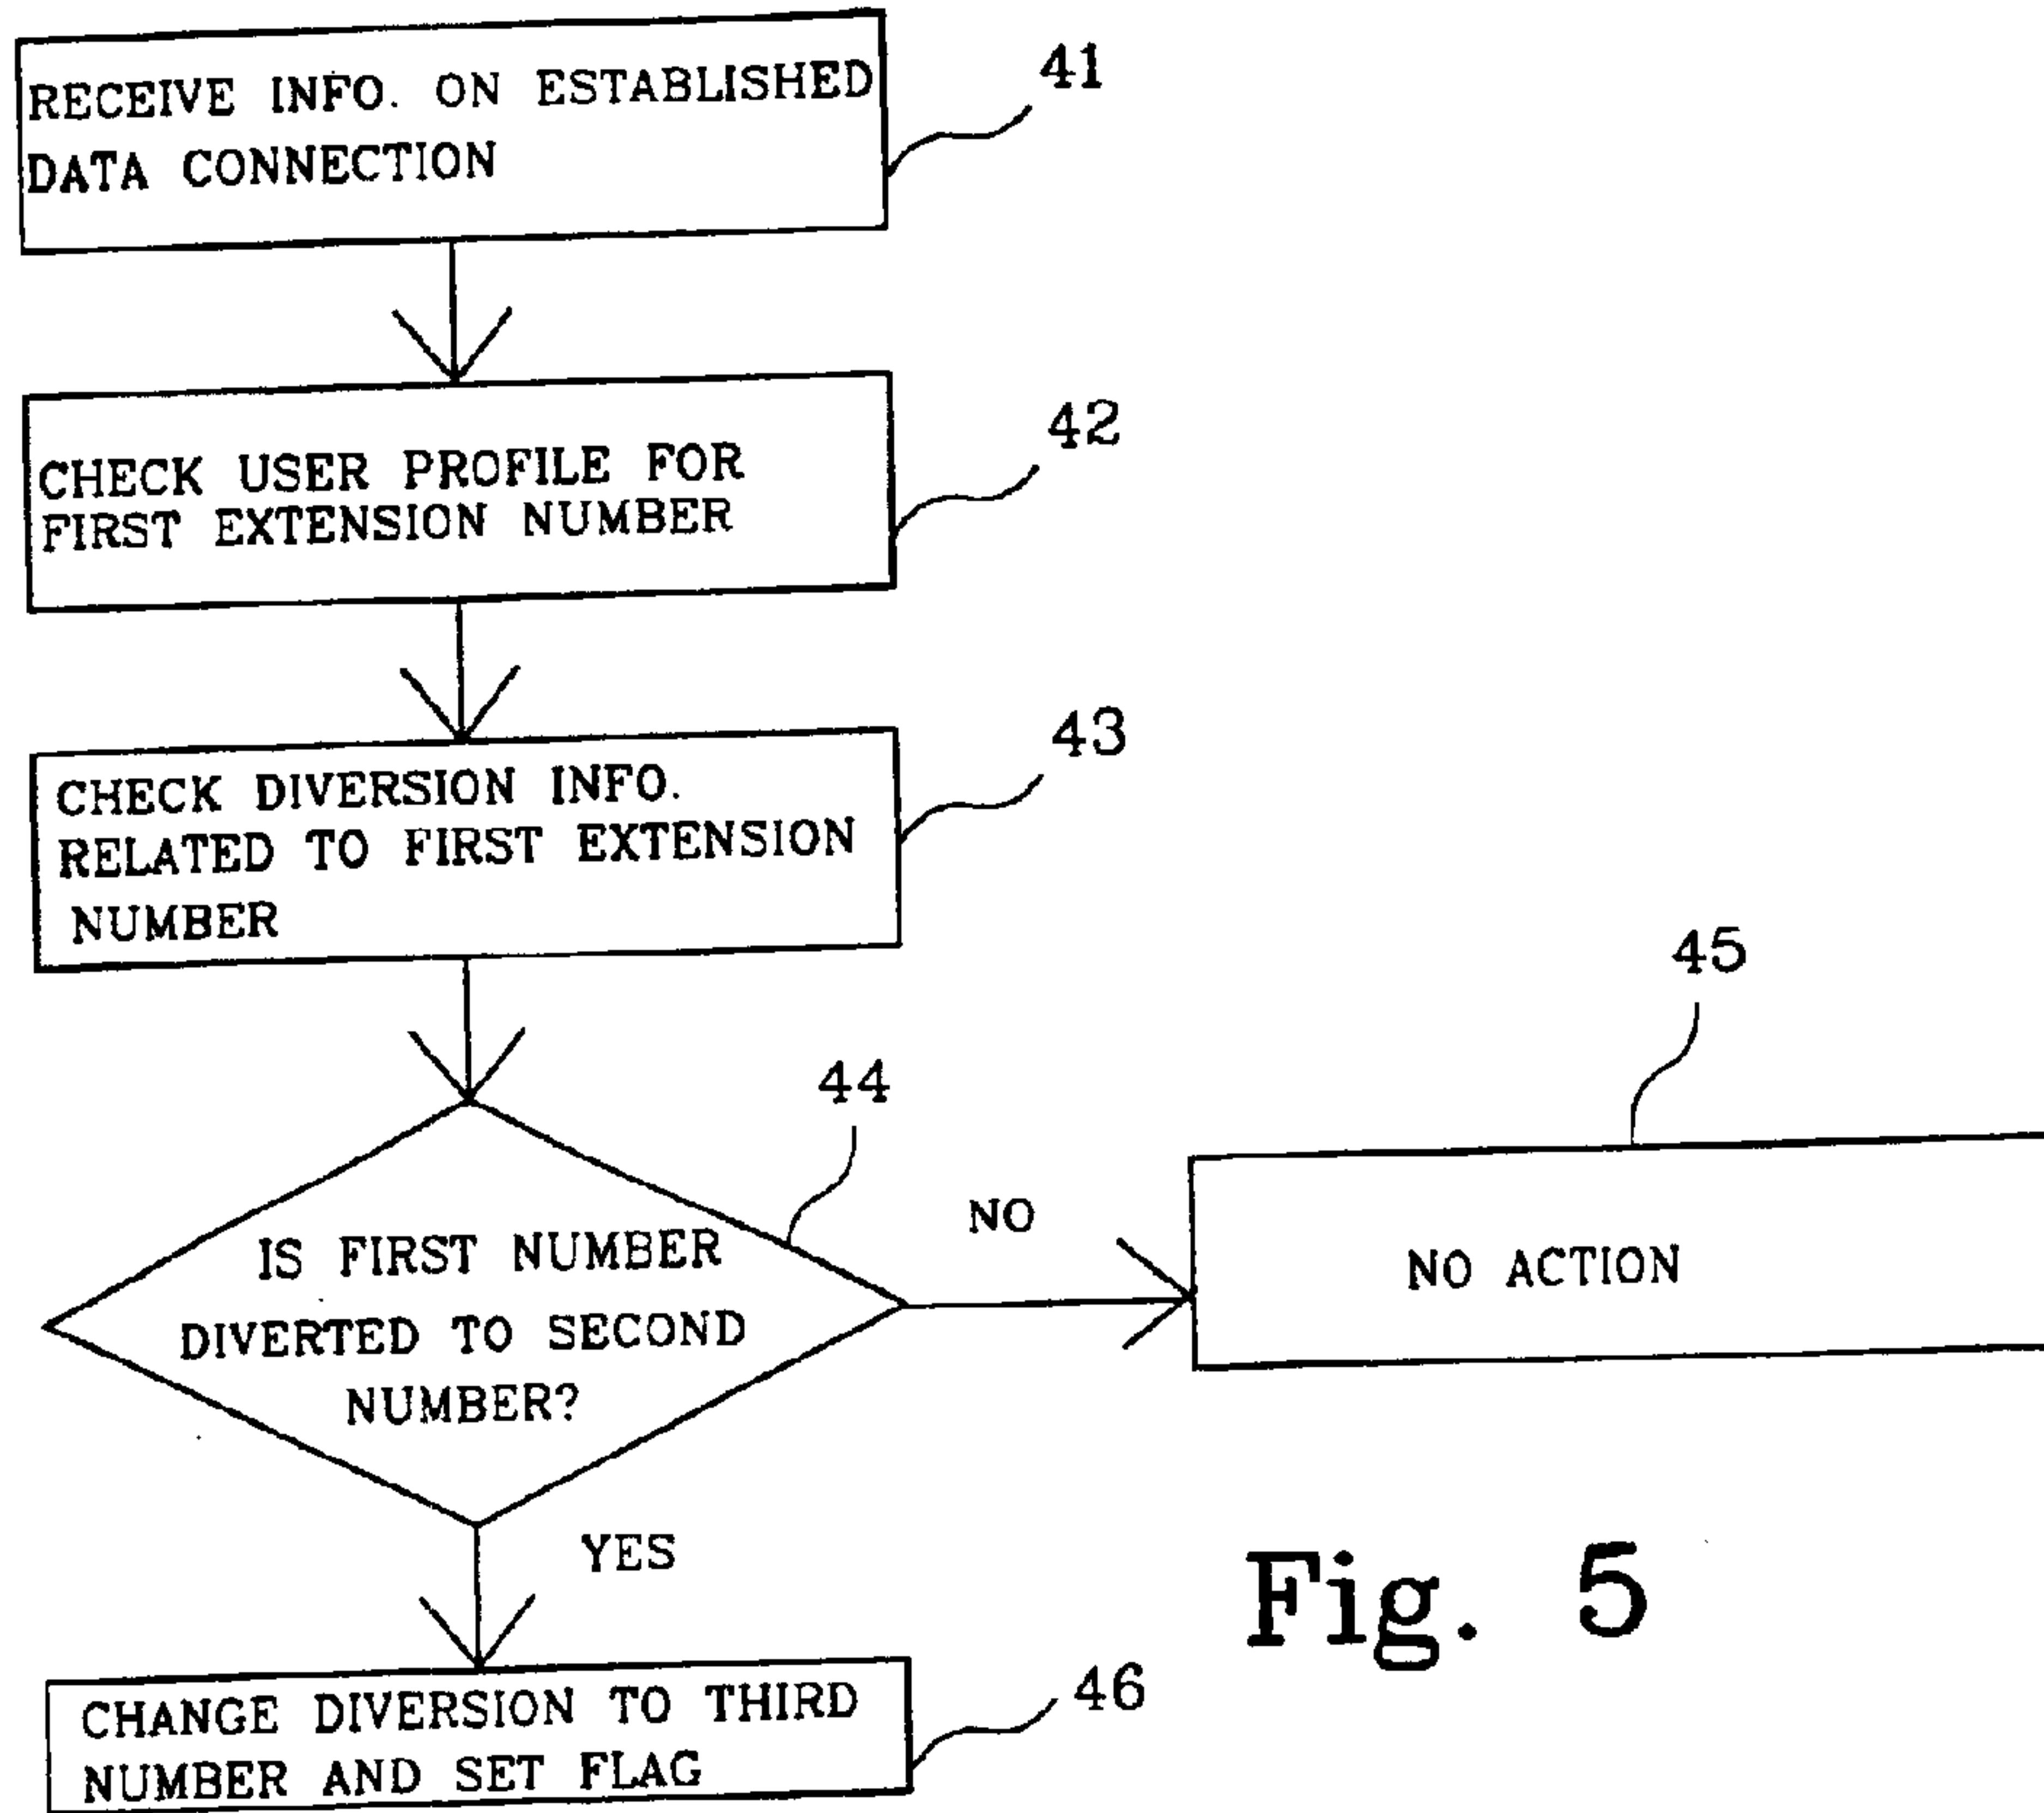 RECEIVE INFO. ON ESTABLISHED
DATA CONNECTION
41
CHECK USER PROFILE FOR
FIRST EXTENSION NUMBER
42
CHECK DIVERSION INFO.
RELATED TO FIRST EXTENSION
NUMBER
43
IS FIRST NUMBER
DIVERTED TO SECOND
NUMBER?
44
NO
NO ACTION
45
YES
CHANGE DIVERSION TO THIRD
NUMBER AND SET FLAG
46
Fig. 5